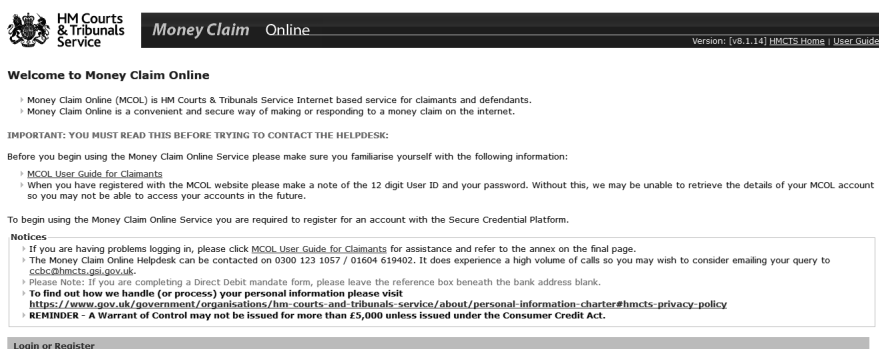 HM Courts
& Tribunals
Service
Money Claim Online
Version: [v8.1.14] HMCTS Home | User Guide
Welcome to Money Claim Online
Money Claim Online (MCOL) is HM Courts & Tribunals Service Internet based service for claimants and defendants.
Money Claim Online is a convenient and secure way of making or responding to a money claim on the internet.
IMPORTANT: YOU MUST READ THIS BEFORE TRYING TO CONTACT THE HELPDESK:
Before you begin using the Money Claim Online Service please make sure you familiarise yourself with the following information:
MCOL User Guide for Claimants
When you have registered with the MCOL website please make a note of the 12 digit User ID and your password. Without this, we may be unable to retrieve the details of your MCOL account
so you may not be able to access your accounts in the future.
To begin using the Money Claim Online Service you are required to register for an account with the Secure Credential Platform.
Notices
If you are having problems logging in, please click MCOL User Guide for Claimants for assistance and refer to the annex on the final page.
The Money Claim Online Helpdesk can be contacted on 0300 123 1057 / 01604 619402. It does experience a high volume of calls so you may wish to consider emailing your query to
ccbc@hmcts.gsi.gov.uk.
Please Note: If you are completing a Direct Debit mandate form, please leave the reference box beneath the bank address blank.
To find out how we handle (or process) your personal information please visit
https://www.gov.uk/government/organisations/hm-courts-and-tribunals-service/about/personal-information-charter#hmcts-privacy-policy
REMINDER - A Warrant of Control may not be issued for more than £5,000 unless issued under the Consumer Credit Act.
Login or Register